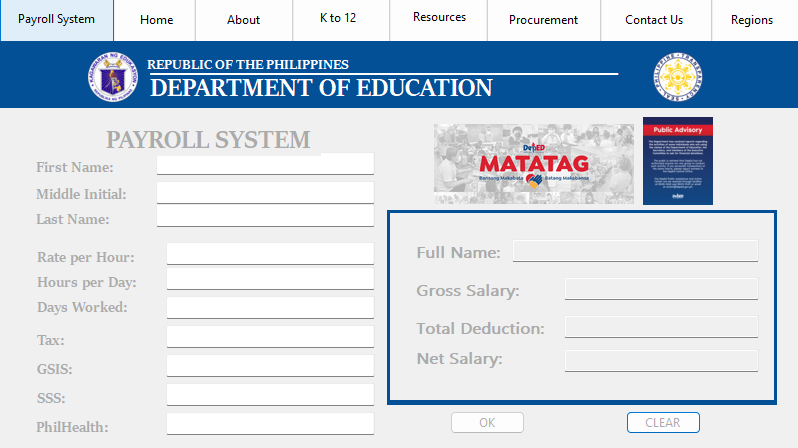 Payroll System
Home
About
K to 12
Resources
Procurement
Contact Us
Regions
REPUBLIC OF THE PHILIPPINES
DEPARTMENT OF EDUCATION
PAYROLL SYSTEM
First Name:
Middle Initial:
Last Name:
Rate per Hour:
Hours per Day:
Days Worked:
Tax:
GSIS:
SSS:
PhilHealth:
DepED
MATATAG
Bansang Makabata
Batang Makabansa
Public Advisory
Full Name:
Gross Salary:
Total Deduction:
Net Salary:
OK
CLEAR